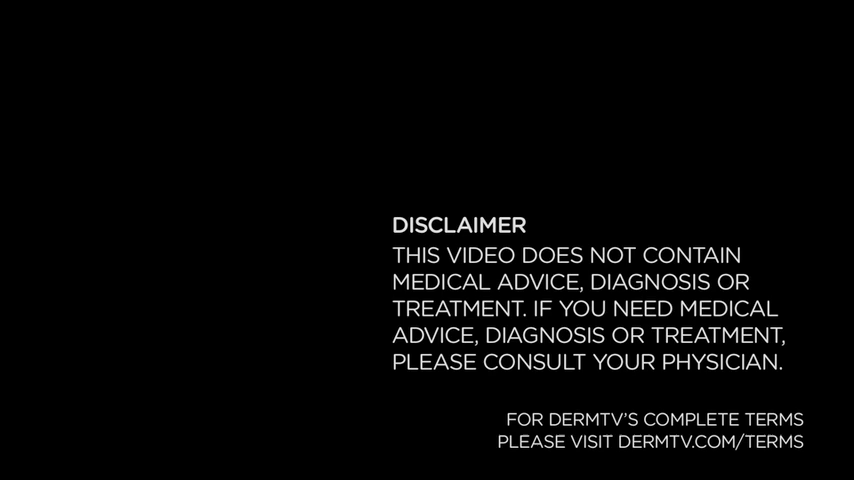 DISCLAIMER
THIS VIDEO DOES NOT CONTAIN
MEDICAL ADVICE, DIAGNOSIS OR
TREATMENT. IF YOU NEED MEDICAL
ADVICE, DIAGNOSIS OR TREATMENT,
PLEASE CONSULT YOUR PHYSICIAN.
FOR DERMTV'S COMPLETE TERMS
PLEASE VISIT DERMTV.COM/TERMS